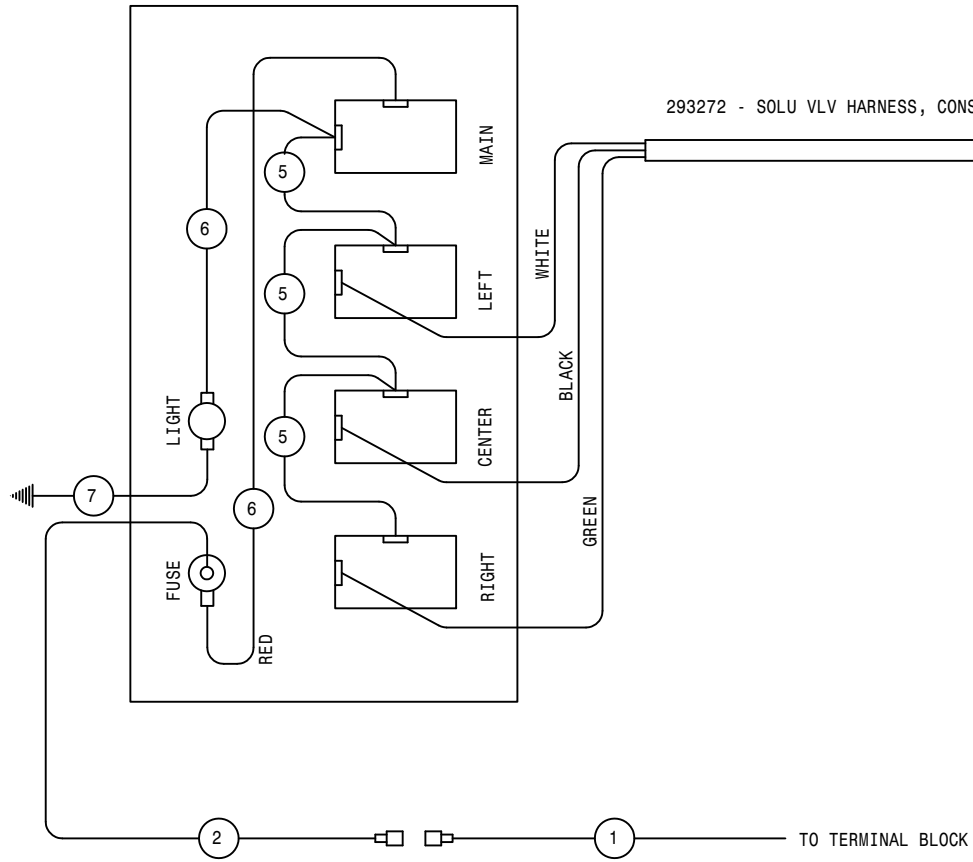 293272 - SOLU VLV HARNESS, CONS
MAIN
5
6
WHITE
LEFT
5
BLACK
LIGHT
CENTER
5
7
6
GREEN
FUSE
RIGHT
RED
2
1
TO TERMINAL BLOCK